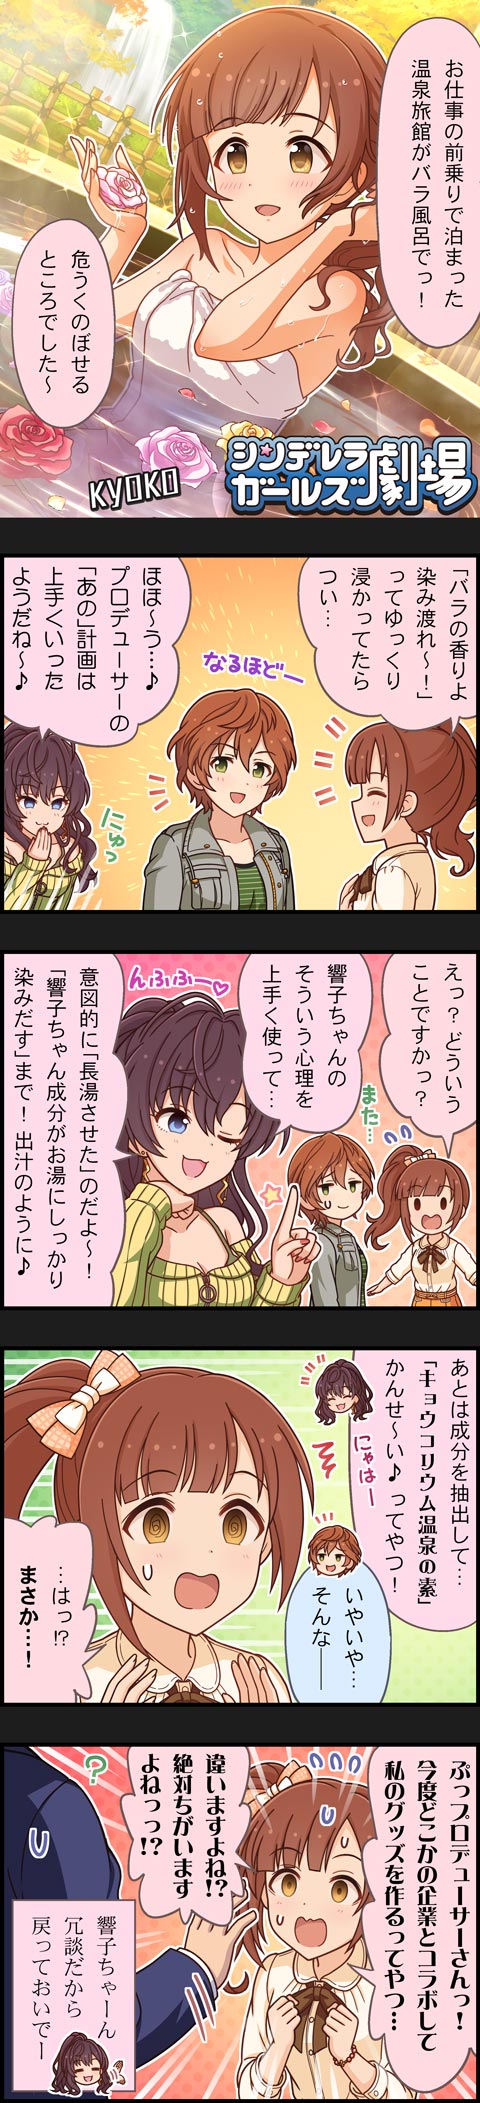 お仕事の前乗りで泊まった
温泉旅館がバラ風呂でっ！
危うくのぼせる
ところでした〜
KYOKO
シンデレラ
ガールズ劇場
「バラの香りよ
染み渡れ〜！」
ってゆっくり
浸かってたら
つい…
なるほどー
ほほ〜う…♪
プロデューサーの
「あの」計画は
上手くいった
ようだね〜♪
にゅっ
えっ？どういう
ことですかっ？
また…
響子ちゃんの
そういう心理を
上手く使って…
んふふー♡
意図的に「長湯させた」のだよ〜！
「響子ちゃん成分がお湯にしっかり
染みだす」まで！出汁のように♪
あとは成分を抽出して…
「キョウコリウム温泉の素」
かんせ〜い♪ってやつ！
にゃはー
いやいや…
そんな──
…はっ⁉
まさか…！
ぷっプロデューサーさんっ！
今度どこかの企業とコラボして
私のグッズを作るってやつ…
違いますよね⁉
絶対ちがいます
よねっっ⁉
？
響子ちゃーん
冗談だから
戻っておいでー